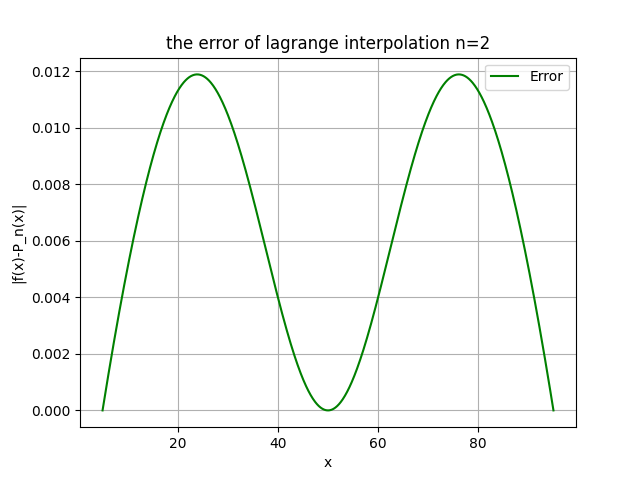 the error of lagrange interpolation n=2
Error
|f(x)-P_n(x)|
0.012
0.010
0.008
0.006
0.004
0.002
0.000
20 40 60 80
x